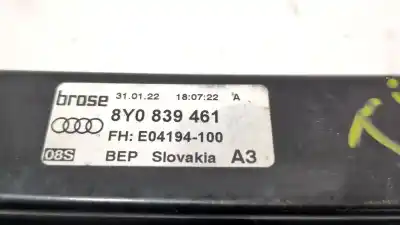 brose 31.01.22 18:07:22 A
8Y0 839 461
FH: E04194-100
08S BEP Slovakia A3